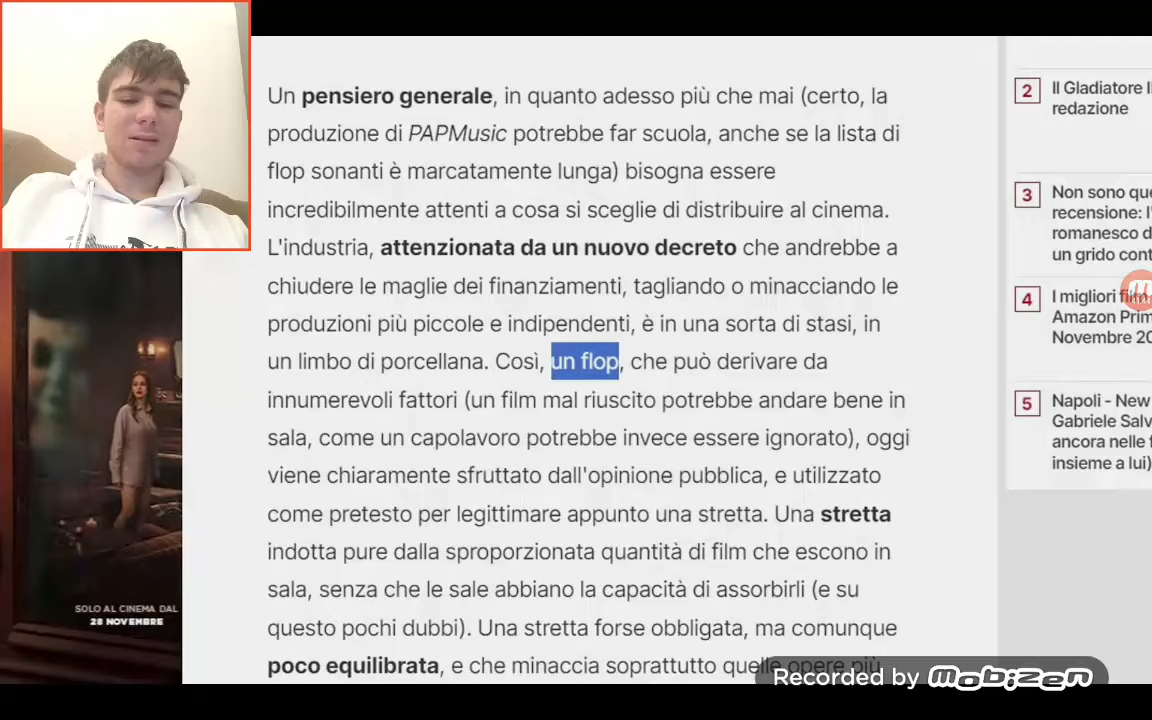 Un pensiero generale, in quanto adesso più che mai (certo, la
produzione di PAPMusic potrebbe far scuola, anche se la lista di
flop sonanti è marcatamente lunga) bisogna essere
incredibilmente attenti a cosa si sceglie di distribuire al cinema.
L'industria, attenzionata da un nuovo decreto che andrebbe a
chiudere le maglie dei finanziamenti, tagliando o minacciando le
produzioni più piccole e indipendenti, è in una sorta di stasi, in
un limbo di porcellana. Così, un flop, che può derivare da
innumerevoli fattori (un film mal riuscito potrebbe andare bene in
sala, come un capolavoro potrebbe invece essere ignorato), oggi
viene chiaramente sfruttato dall'opinione pubblica, e utilizzato
come pretesto per legittimare appunto una stretta. Una stretta
indotta pure dalla sproporzionata quantità di film che escono in
sala, senza che le sale abbiano la capacità di assorbirli (e su
questo pochi dubbi). Una stretta forse obbligata, ma comunque
poco equilibrata, e che minaccia soprattutto quelle opere più
2
Il Gladiatore II
redazione
3
Non sono que
recensione: l'
romanesco d
un grido cont
4
I migliori film
Amazon Prim
Novembre 20
5
Napoli - New
Gabriele Salv
ancora nelle f
insieme a lui)
SOLO AL CINEMA DAL
28 NOVEMBRE
Recorded by mobizen